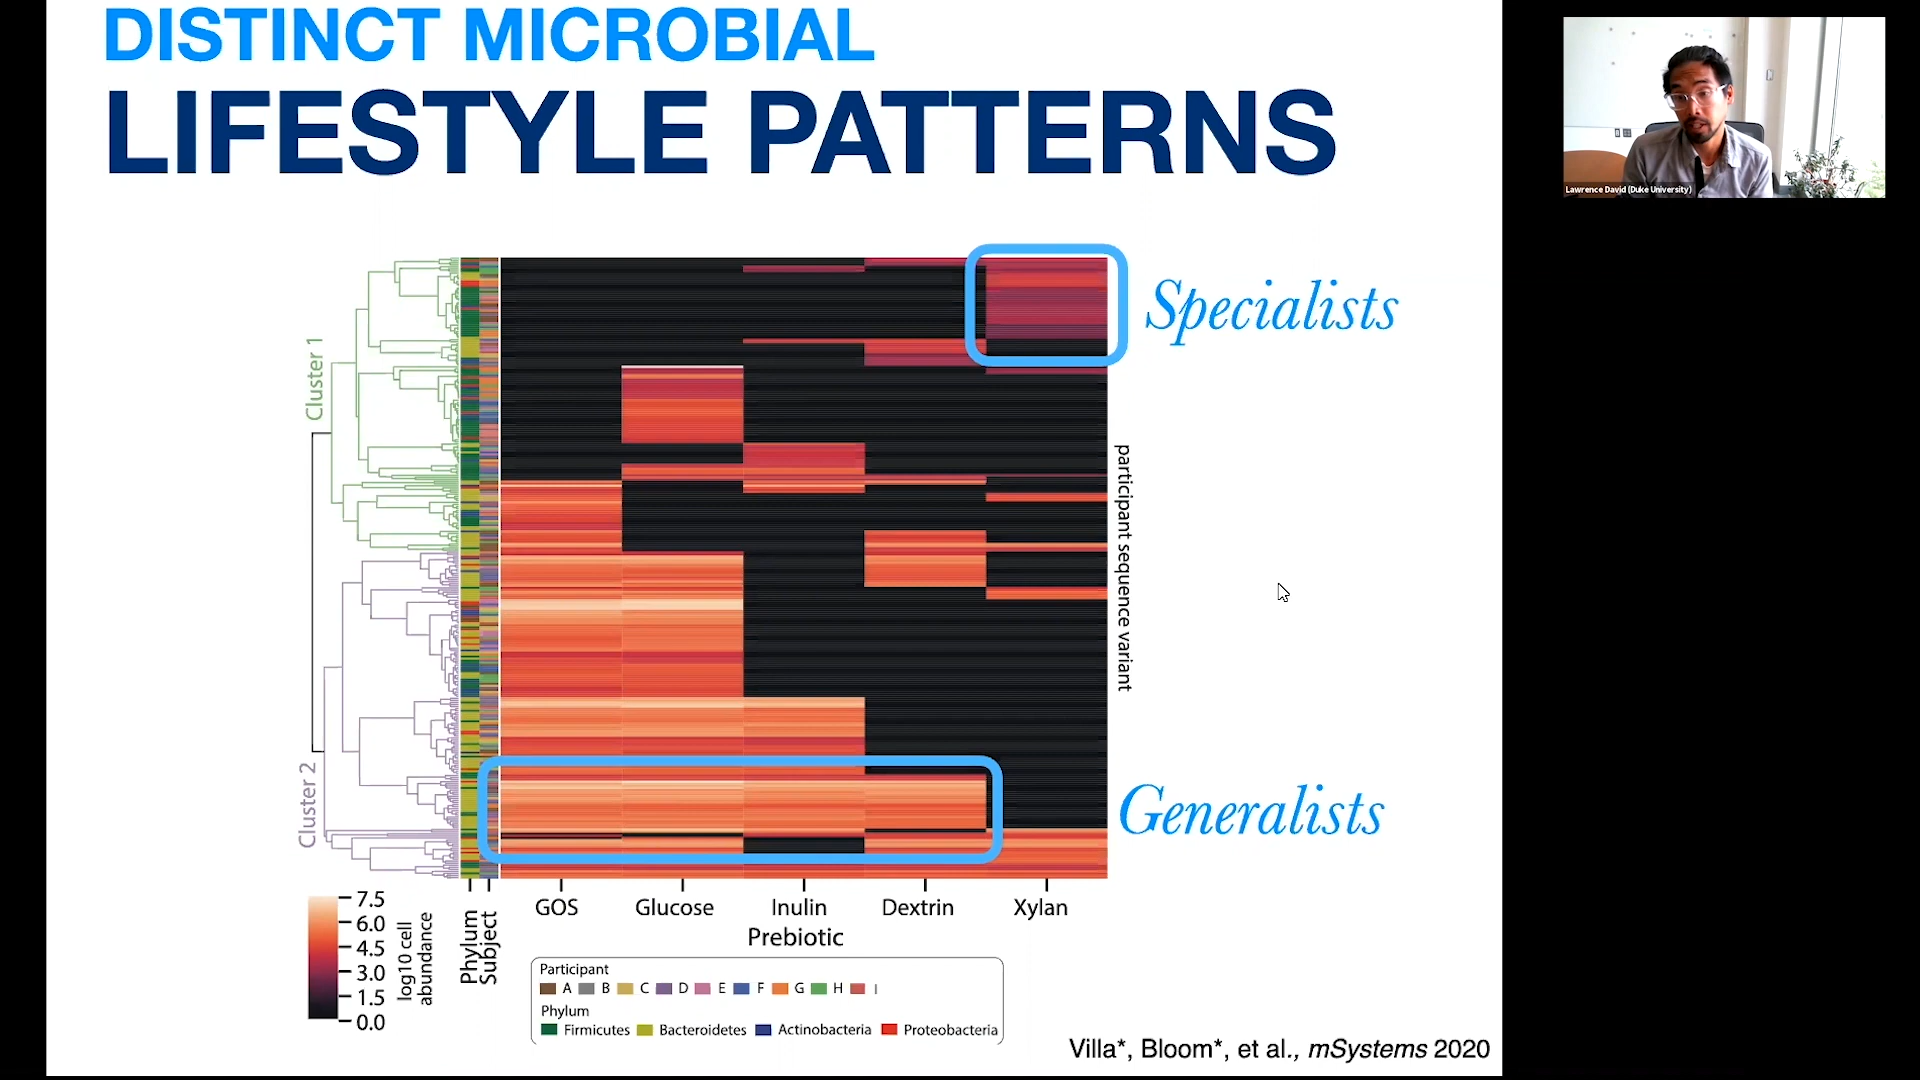 DISTINCT MICROBIAL
LIFESTYLE PATTERNS
Lawrence David (Duke University)
Specialists
Cluster 1
participant sequence variant
Cluster 2
Generalists
7.5
6.0
4.5
3.0
1.5
0.0
log10 cell
abundance
Phylum
Subject
GOS Glucose Inulin Dextrin Xylan
Prebiotic
Participant
A B C D E F G H I
Phylum
Firmicutes Bacteroidetes Actinobacteria Proteobacteria
Villa*, Bloom*, et al., mSystems 2020